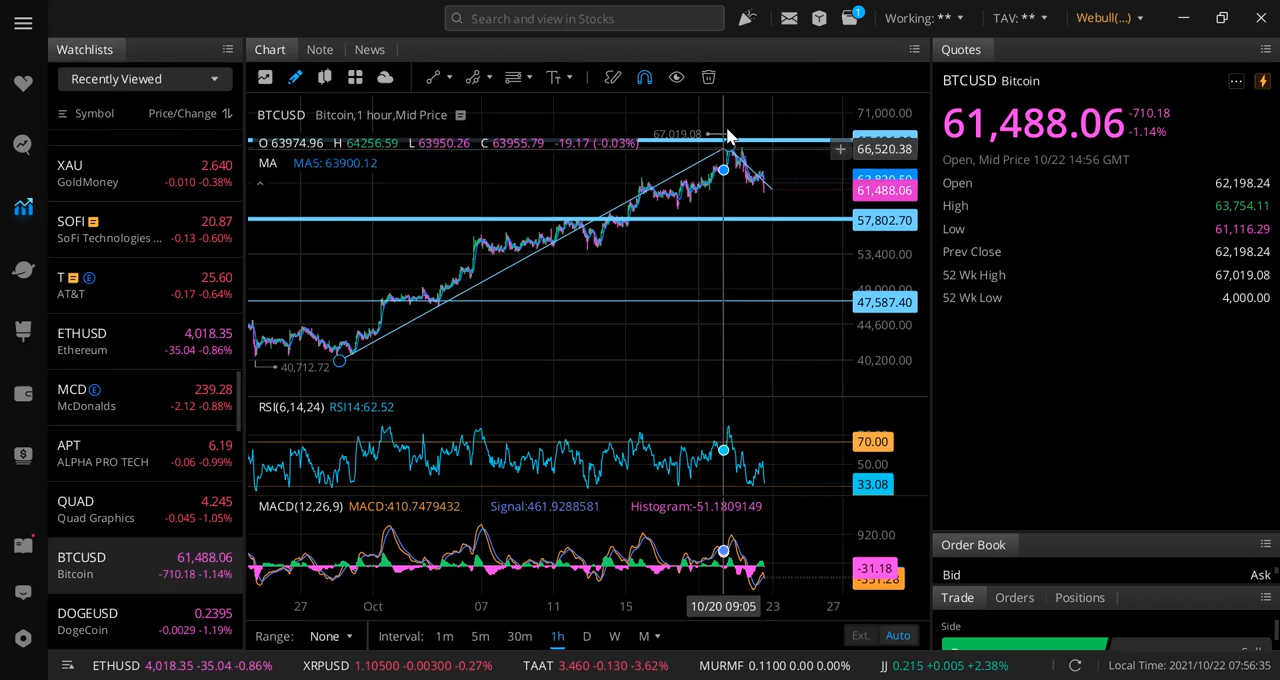 Search and view in Stocks
1
Working: **
TAV: **
Webull(...)
Watchlists
Recently Viewed
Symbol Price/Change
XAU 2.640
GoldMoney -0.010 -0.38%
SOFI 20.87
SoFi Technologies ... -0.13 -0.60%
T E 25.60
AT&T -0.17 -0.64%
ETHUSD 4,018.35
Ethereum -35.04 -0.86%
MCD E 239.28
McDonalds -2.12 -0.88%
APT 6.19
ALPHA PRO TECH -0.06 -0.99%
QUAD 4.245
Quad Graphics -0.045 -1.05%
BTCUSD 61,488.06
Bitcoin -710.18 -1.14%
DOGEUSD 0.2395
DogeCoin -0.0029 -1.19%
Chart Note News
BTCUSD Bitcoin,1 hour,Mid Price
O 63974.96 H 64256.59 L 63950.26 C 63955.79 -19.17 (-0.03%)
MA MA5: 63900.12
67,019.08
40,712.72
71,000.00
66,520.38
61,488.06
57,802.70
53,400.00
47,587.40
44,600.00
40,200.00
RSI(6,14,24) RSI14:62.52
70.00
50.00
33.08
MACD(12,26,9) MACD:410.7479432 Signal:461.9288581 Histogram:-51.1809149
920.00
-31.18
27 Oct 07 11 15 10/20 09:05 23 27
Range: None Interval: 1m 5m 30m 1h D W M Ext. Auto
Quotes
BTCUSD Bitcoin
61,488.06 -710.18
-1.14%
Open, Mid Price 10/22 14:56 GMT
Open 62,198.24
High 63,754.11
Low 61,116.29
Prev Close 62,198.24
52 Wk High 67,019.08
52 Wk Low 4,000.00
Order Book
Bid Ask
Trade Orders Positions
Side
ETHUSD 4,018.35 -35.04 -0.86% XRPUSD 1.10500 -0.00300 -0.27% TAAT 3.460 -0.130 -3.62% MURMF 0.1100 0.00 0.00% JJ 0.215 +0.005 +2.38% Local Time: 2021/10/22 07:56:35